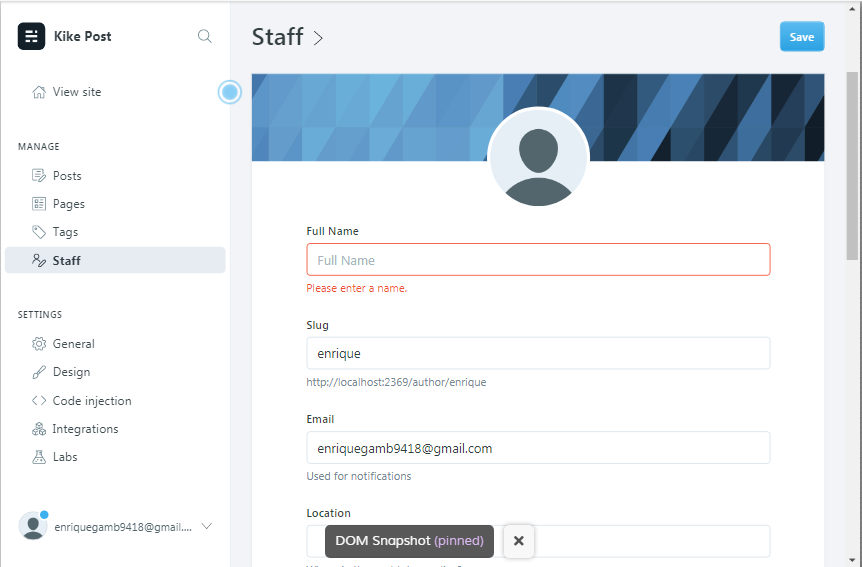 Kike Post
View site
MANAGE
Posts
Pages
Tags
Staff
SETTINGS
General
Design
Code injection
Integrations
Labs
enriquegamb9418@gmail....
Staff
Save
Full Name
Full Name
Please enter a name.
Slug
enrique
http://localhost:2369/author/enrique
Email
enriquegamb9418@gmail.com
Used for notifications
Location
DOM Snapshot (pinned)